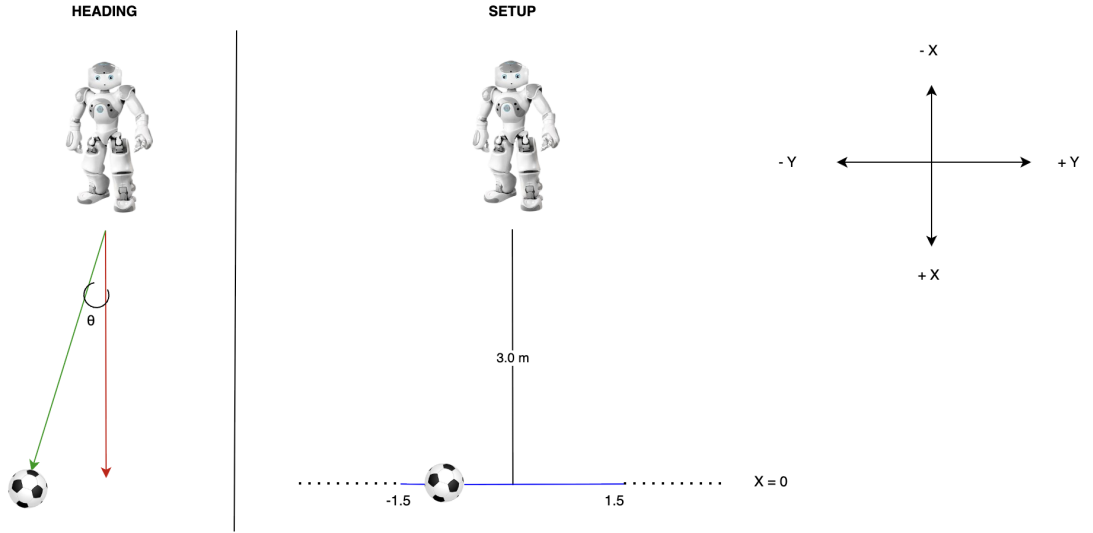 HEADING
SETUP
- X
- Y
+ Y
+ X
θ
3.0 m
X = 0
-1.5
1.5